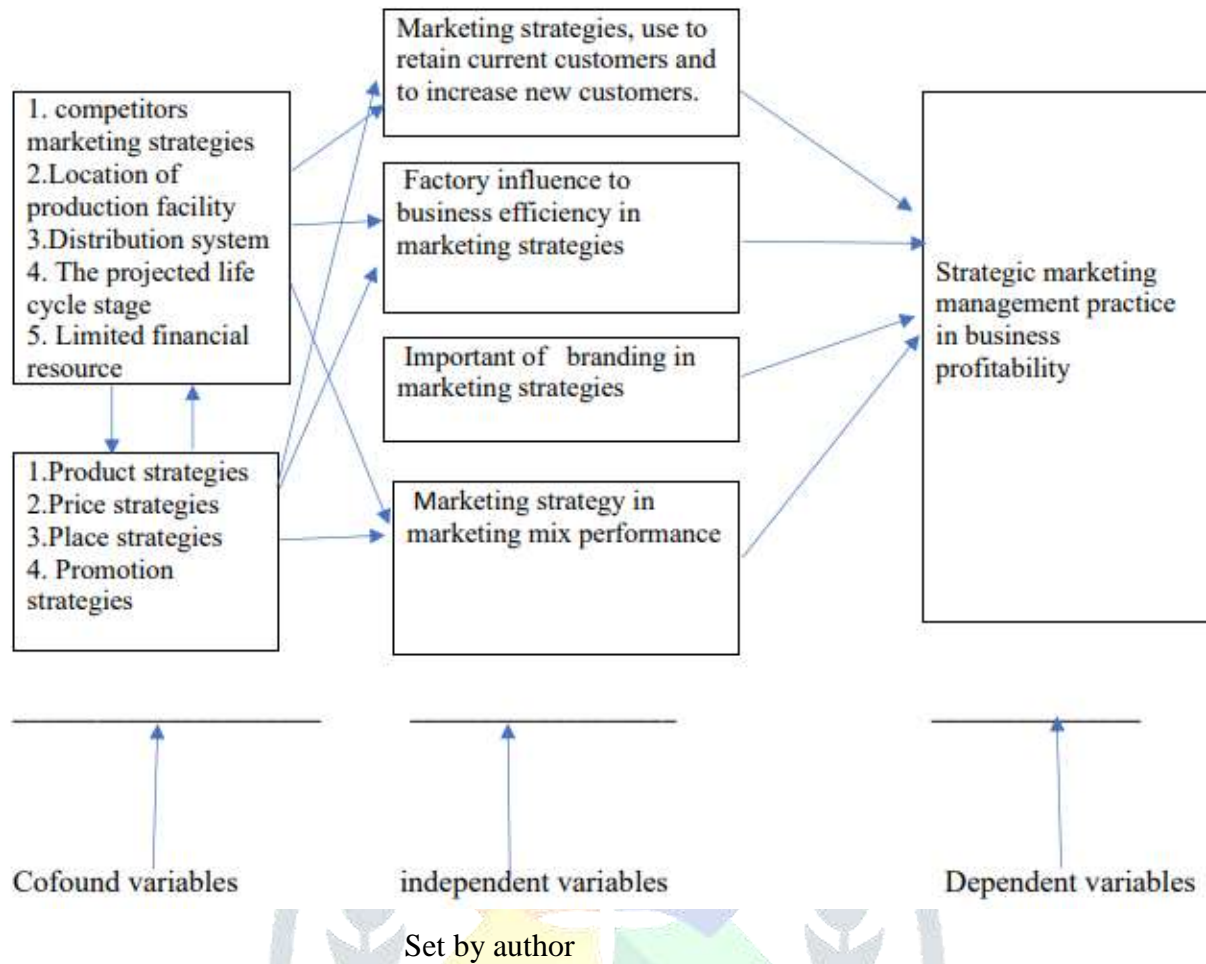 Marketing strategies, use to
retain current customers and
to increase new customers.
1. competitors
marketing strategies
2.Location of
production facility
3.Distribution system
4. The projected life
cycle stage
5. Limited financial
resource
Factory influence to
business efficiency in
marketing strategies
Strategic marketing
management practice
in business
profitability
Important of branding in
marketing strategies
1.Product strategies
2.Price strategies
3.Place strategies
4. Promotion
strategies
Marketing strategy in
marketing mix performance
Cofound variables
independent variables
Dependent variables
Set by author